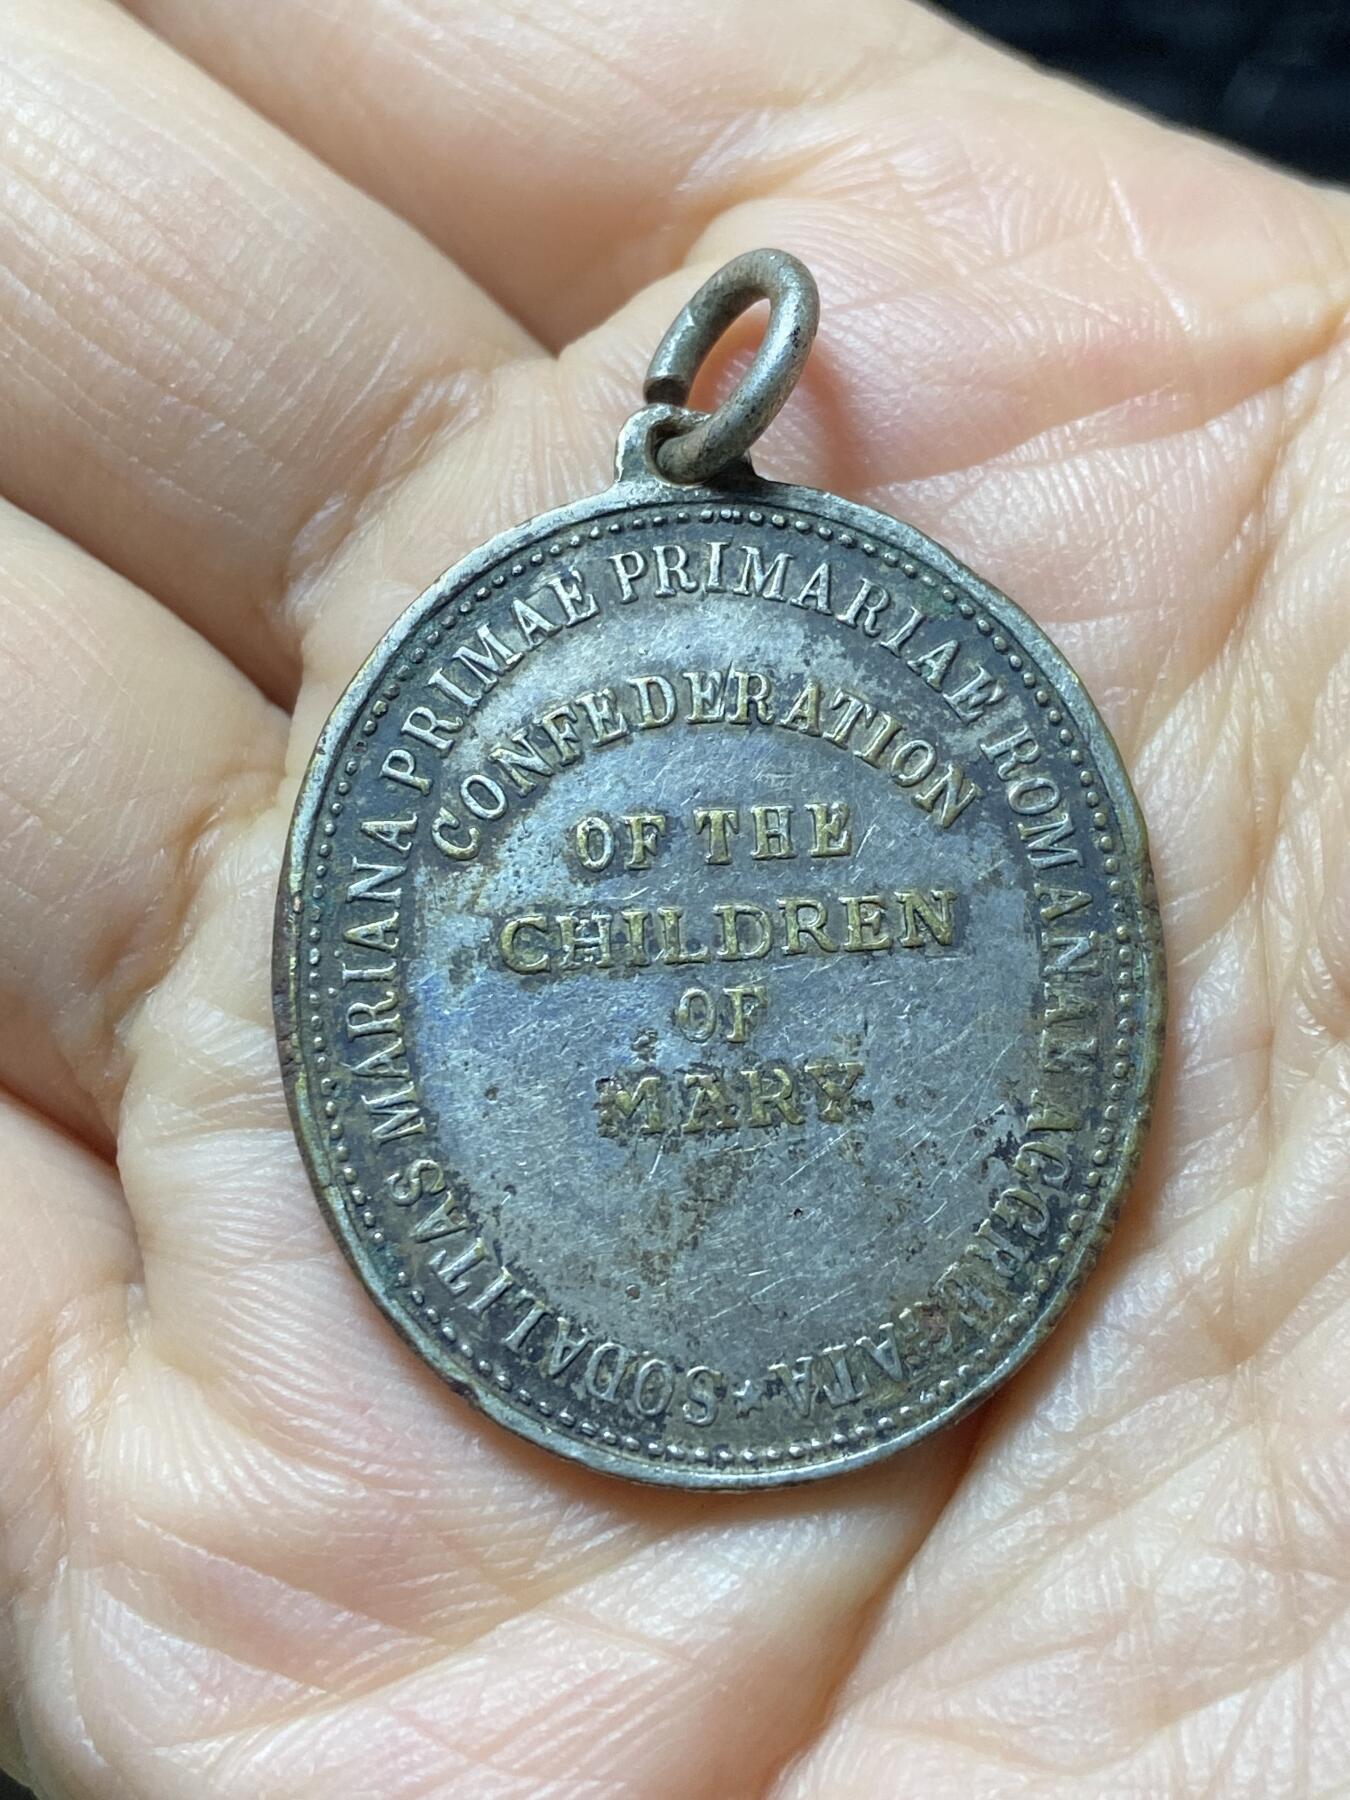 SODALITAS MARIANA PRIMAE PRIMARIAE ROMANAE AGGREGATA
CONFEDERATION
OF THE
CHILDREN
OF
MARY